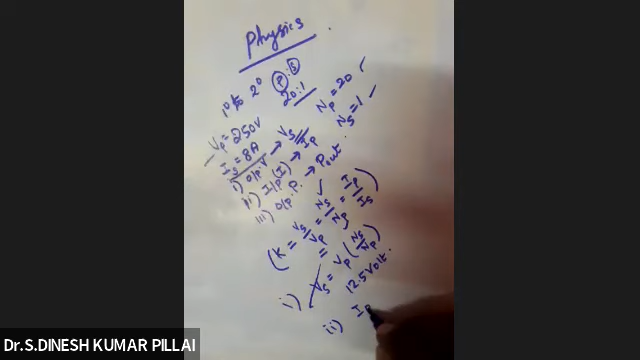 Physics
1° to 2° P:S
20:1
Np = 20 ✓
Ns = 1 ✓
Vp = 250V
Is = 8A
i) O/P. V → Vs
ii) I/P (I) → Ip
iii) O/P. P. → Pout
(K = Vs/Vp = Ns/Np = Ip/Is)
i) Vs = Vp (Ns/Np)
= 12.5 Volt.
ii) Ip
Dr.S.DINESH KUMAR PILLAI